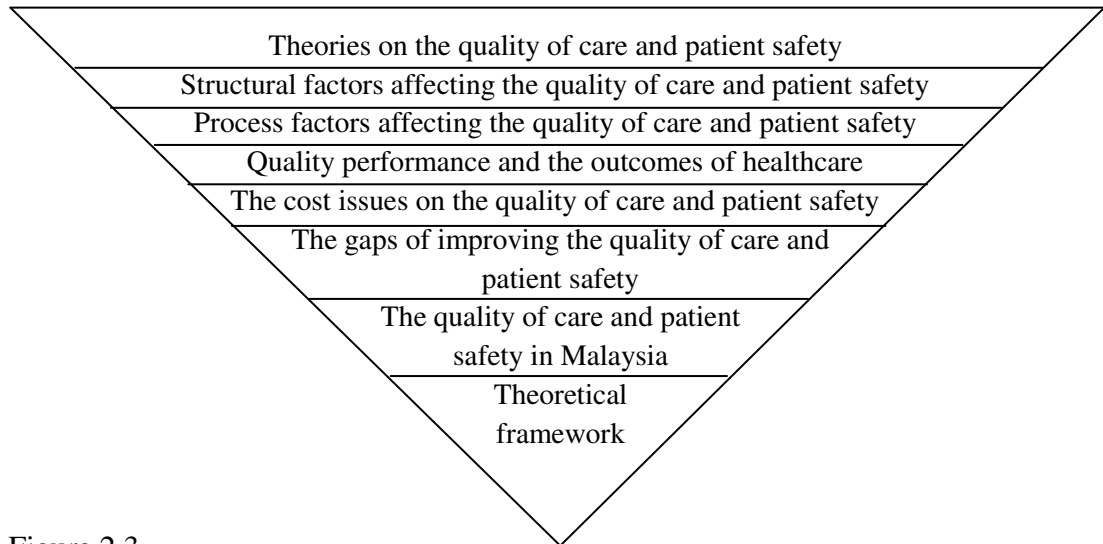 Theories on the quality of care and patient safety
Structural factors affecting the quality of care and patient safety
Process factors affecting the quality of care and patient safety
Quality performance and the outcomes of healthcare
The cost issues on the quality of care and patient safety
The gaps of improving the quality of care and
patient safety
The quality of care and patient
safety in Malaysia
Theoretical
framework
Figure 2.3